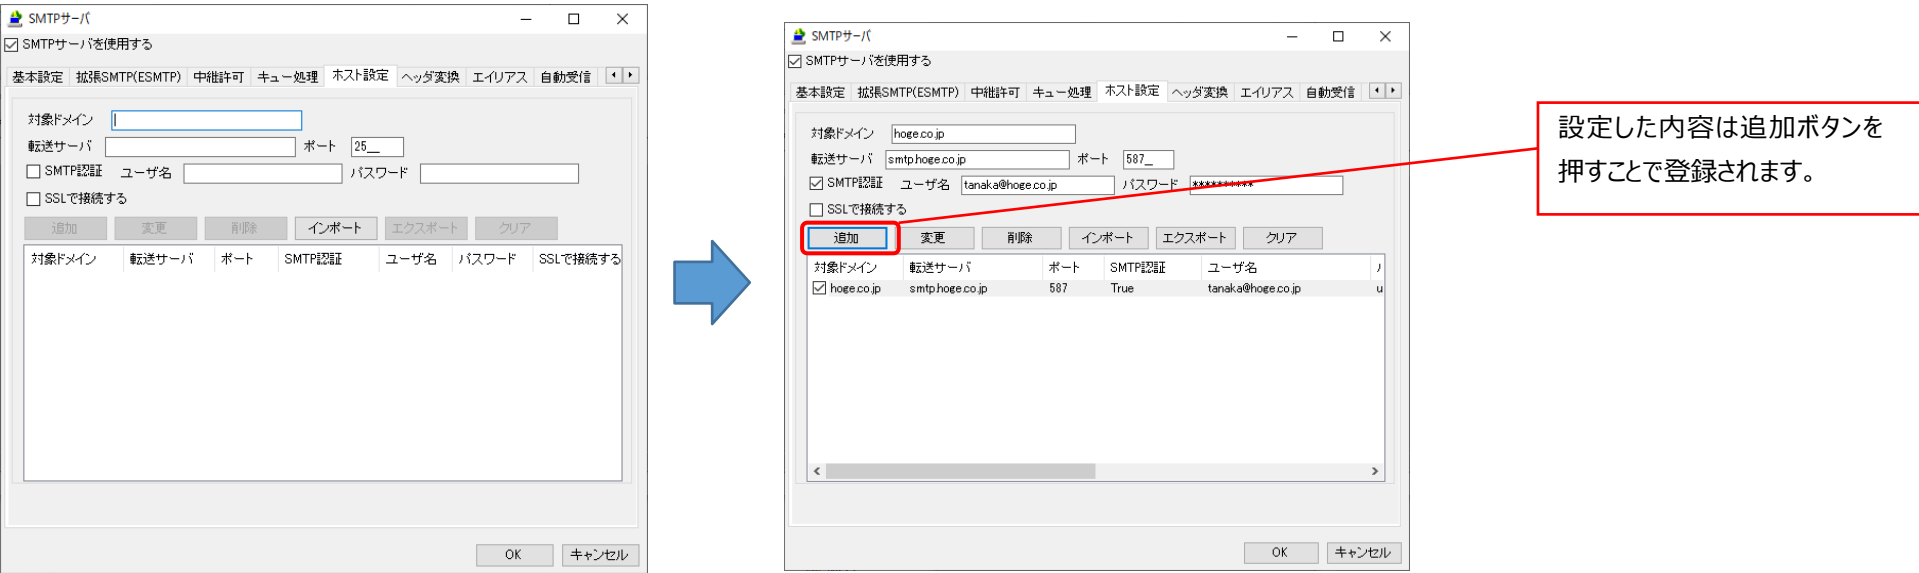 SMTPサーバ
SMTPサーバを使用する
基本設定 拡張SMTP(ESMTP) 中継許可 キュー処理 ホスト設定 ヘッダ変換 エイリアス 自動受信
対象ドメイン
転送サーバ ポート 25__
SMTP認証 ユーザ名 パスワード
SSLで接続する
追加 変更 削除 インポート エクスポート クリア
対象ドメイン 転送サーバ ポート SMTP認証 ユーザ名 パスワード SSLで接続する
OK キャンセル
SMTPサーバ
SMTPサーバを使用する
基本設定 拡張SMTP(ESMTP) 中継許可 キュー処理 ホスト設定 ヘッダ変換 エイリアス 自動受信
対象ドメイン hoge.co.jp
転送サーバ smtp.hoge.co.jp ポート 587_
SMTP認証 ユーザ名 tanaka@hoge.co.jp パスワード **********
SSLで接続する
追加 変更 削除 インポート エクスポート クリア
対象ドメイン 転送サーバ ポート SMTP認証 ユーザ名
hoge.co.jp smtp.hoge.co.jp 587 True tanaka@hoge.co.jp u
OK キャンセル
設定した内容は追加ボタンを
押すことで登録されます。